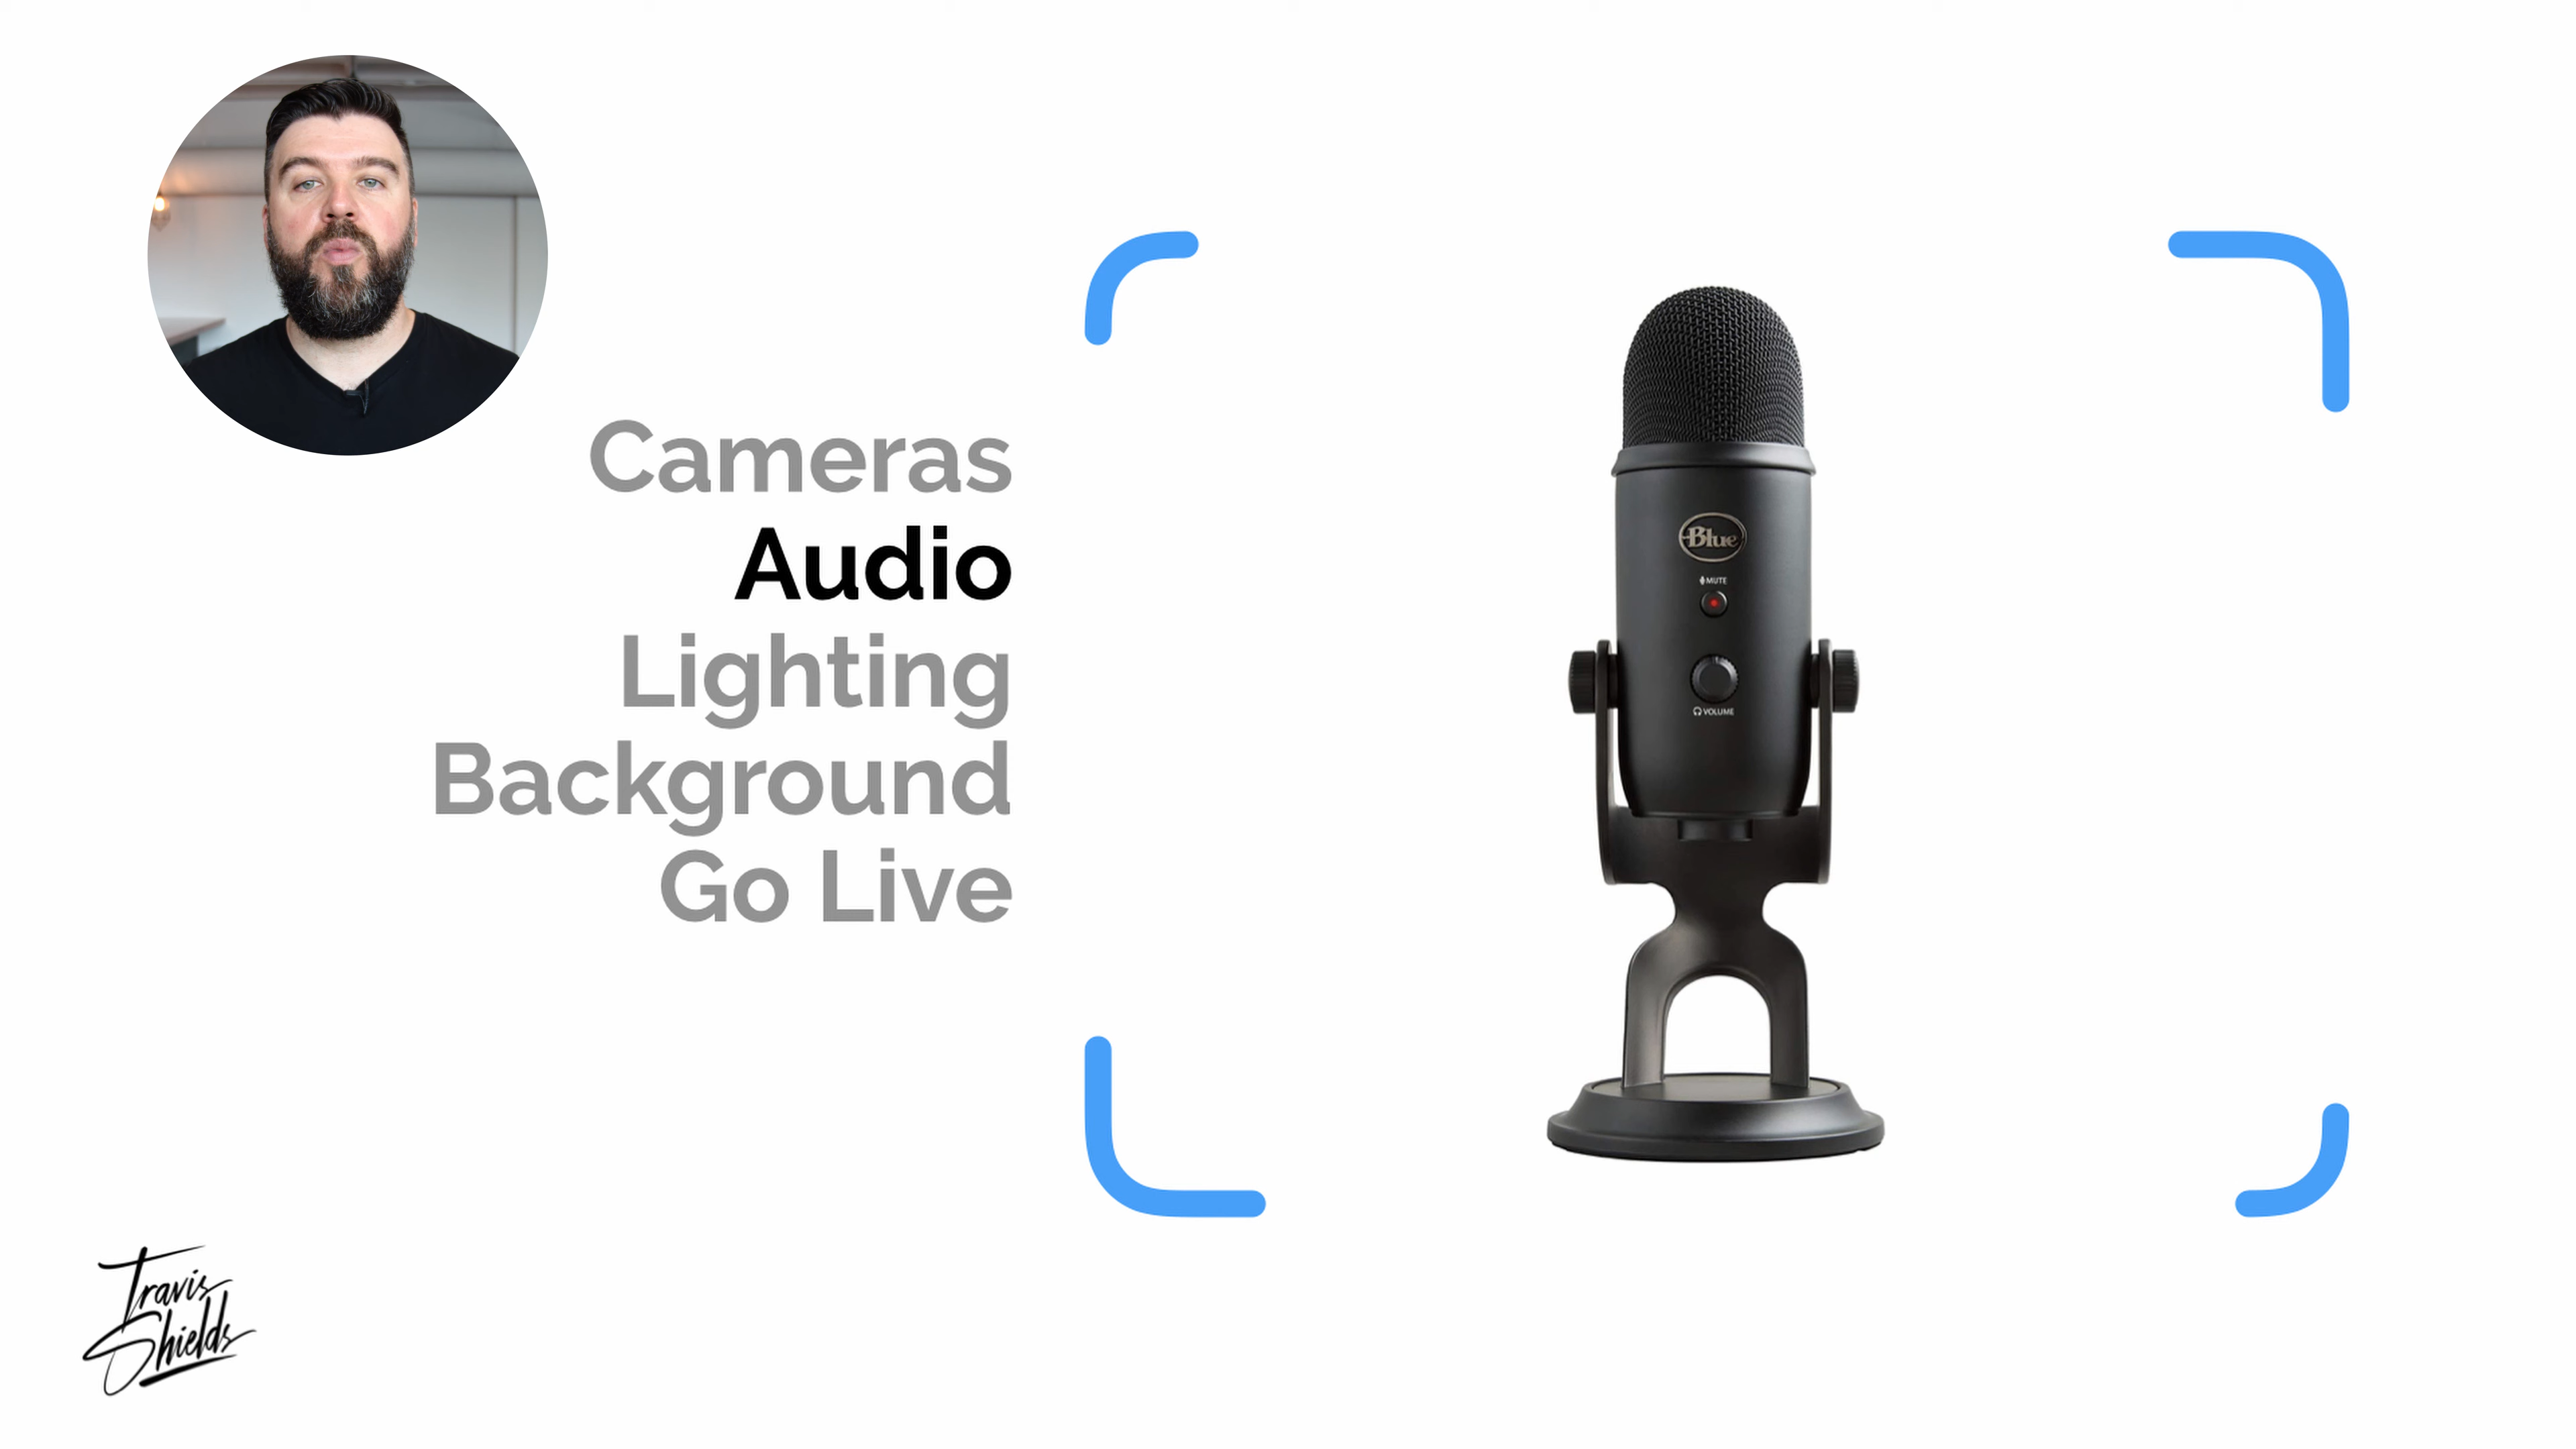 Cameras
Audio
Lighting
Background
Go Live
Blue
MUTE
VOLUME
Travis
Shields